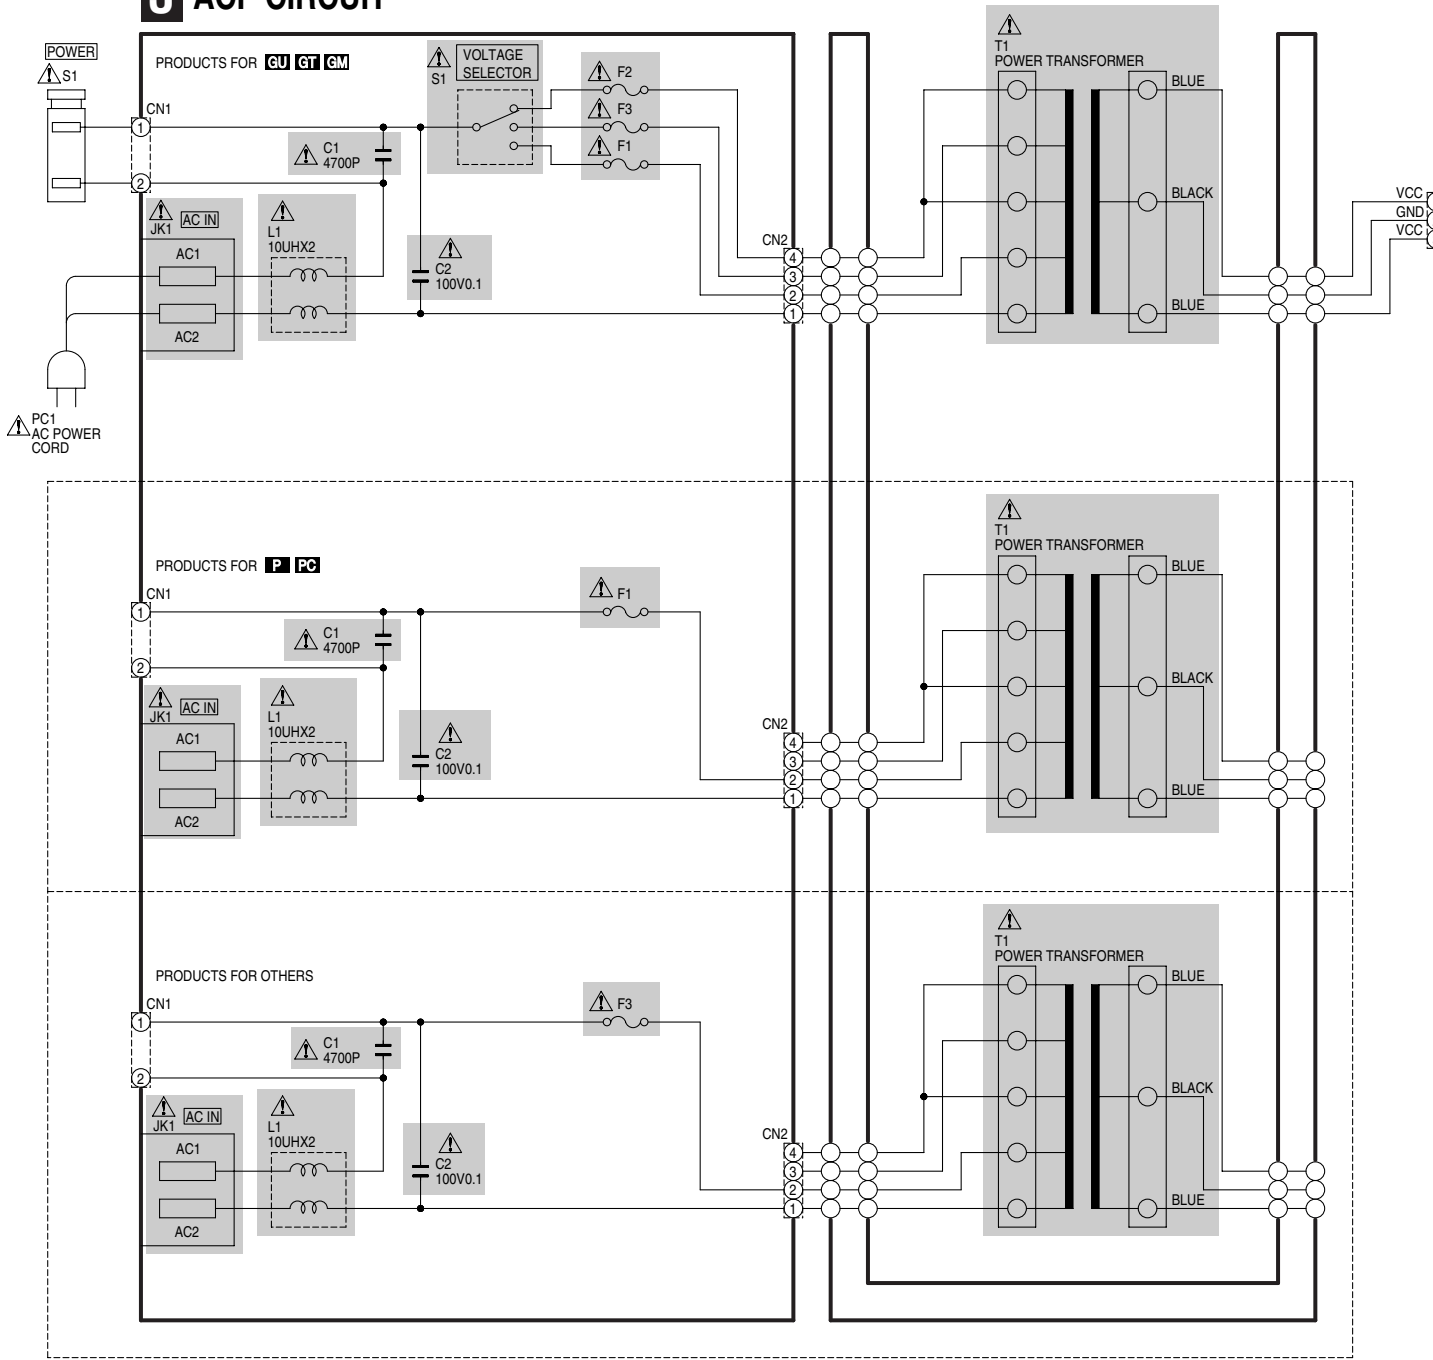 POWER
S1
PRODUCTS FOR GU GT GM
CN1
1
2
C1
4700P
S1
VOLTAGE
SELECTOR
F2
F3
F1
JK1
AC IN
AC1
AC2
L1
10UHX2
C2
100V0.1
CN2
4
3
2
1
PC1
AC POWER
CORD
T1
POWER TRANSFORMER
BLUE
BLACK
BLUE
VCC
GND
VCC
PRODUCTS FOR P PC
CN1
1
2
C1
4700P
F1
JK1
AC IN
AC1
AC2
L1
10UHX2
C2
100V0.1
CN2
4
3
2
1
T1
POWER TRANSFORMER
BLUE
BLACK
BLUE
PRODUCTS FOR OTHERS
CN1
1
2
C1
4700P
F3
JK1
AC IN
AC1
AC2
L1
10UHX2
C2
100V0.1
CN2
4
3
2
1
T1
POWER TRANSFORMER
BLUE
BLACK
BLUE